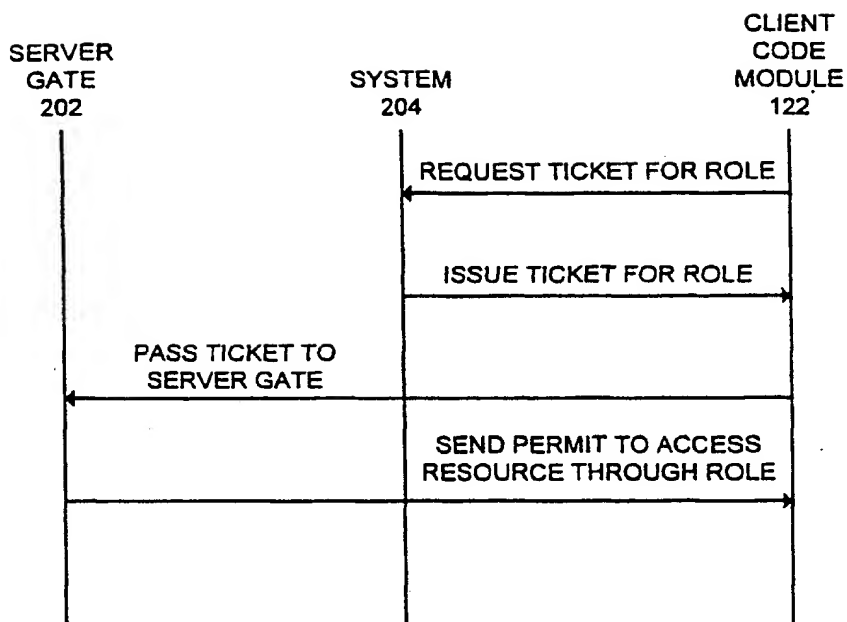 SERVER
GATE
202
SYSTEM
204
CLIENT
CODE
MODULE
122
REQUEST TICKET FOR ROLE
ISSUE TICKET FOR ROLE
PASS TICKET TO
SERVER GATE
SEND PERMIT TO ACCESS
RESOURCE THROUGH ROLE